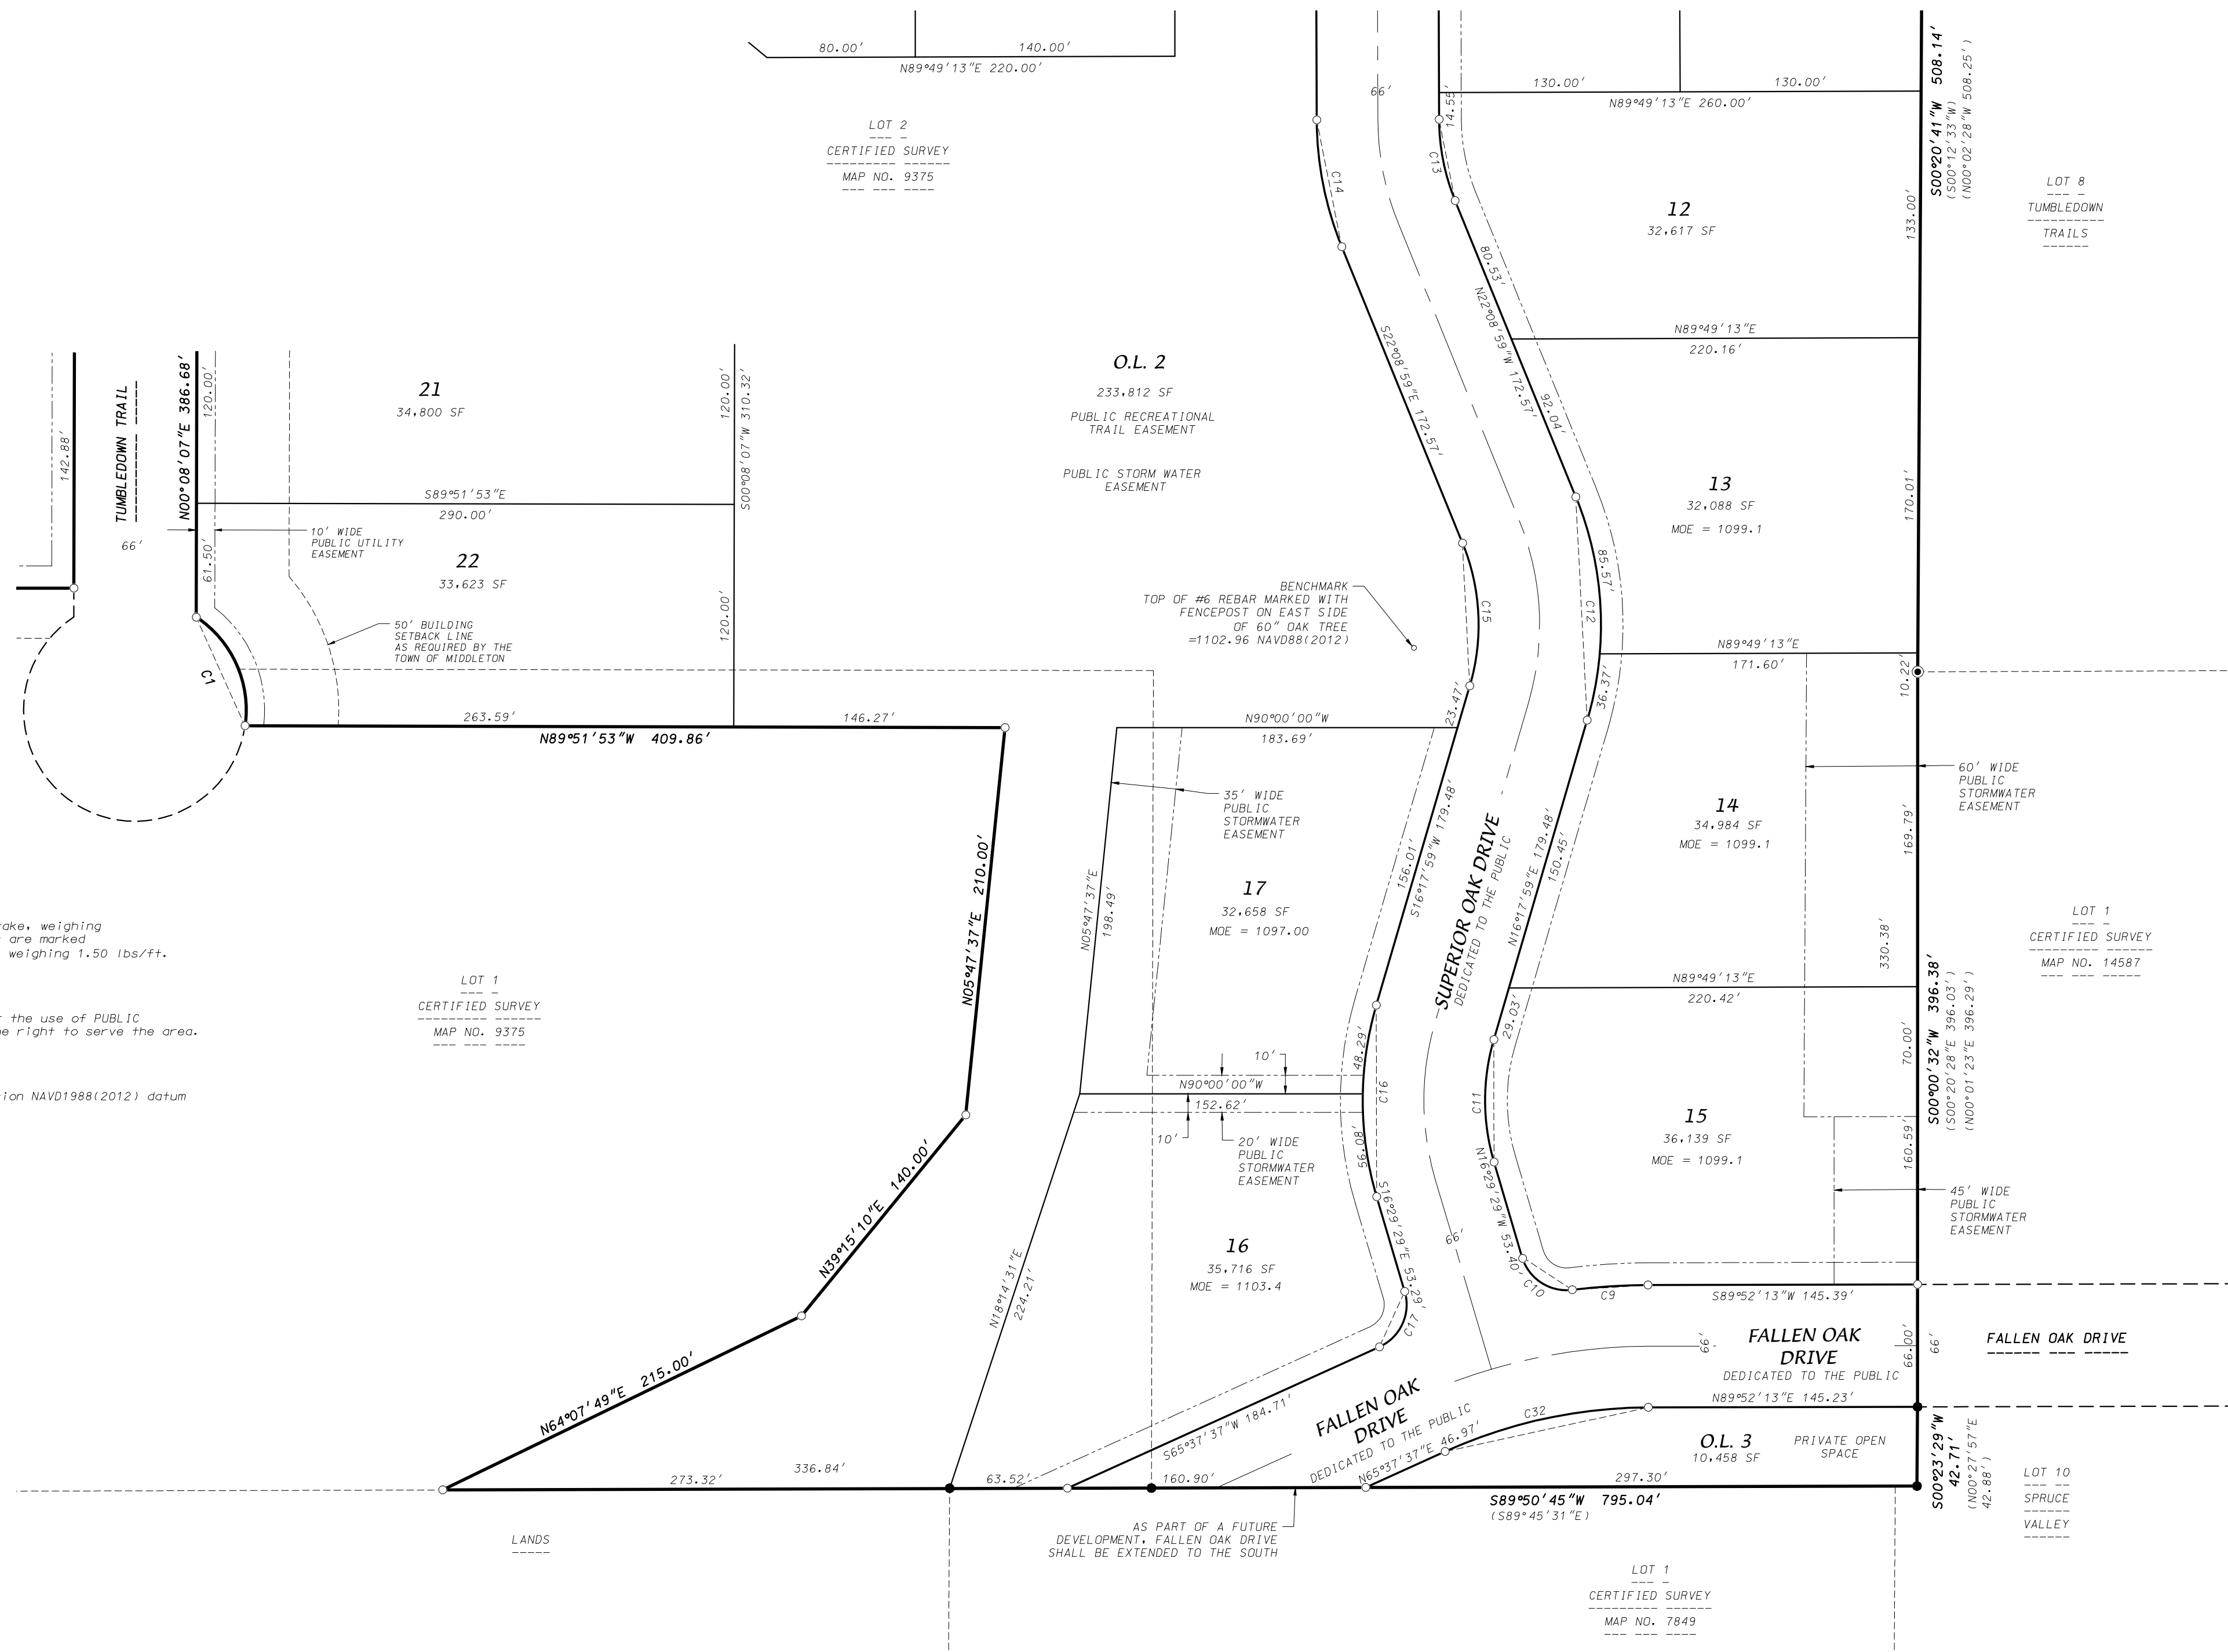 80.00'
140.00'
N89°49'13"E 220.00'
LOT 2
CERTIFIED SURVEY
MAP NO. 9375
66'
14.55'
C13
C14
130.00'
130.00'
N89°49'13"E 260.00'
S00°20'41"W 508.14'
(S00°12'33"W)
(N00°02'28"W 508.25')
LOT 8
TUMBLEDOWN
TRAILS
12
32,617 SF
133.00'
80.53'
N22°08'59"W 172.57'
92.04'
S22°08'59"E 172.57'
N89°49'13"E
220.16'
142.88'
TUMBLEDOWN TRAIL
66'
N00°08'07"E 386.68'
120.00'
21
34,800 SF
120.00'
S00°08'07"W 310.32'
O.L. 2
233,812 SF
PUBLIC RECREATIONAL
TRAIL EASEMENT
PUBLIC STORM WATER
EASEMENT
13
32,088 SF
MOE = 1099.1
170.01'
S89°51'53"E
290.00'
10' WIDE
PUBLIC UTILITY
EASEMENT
61.50'
22
33,623 SF
120.00'
50' BUILDING
SETBACK LINE
AS REQUIRED BY THE
TOWN OF MIDDLETON
C1
BENCHMARK
TOP OF #6 REBAR MARKED WITH
FENCEPOST ON EAST SIDE
OF 60" OAK TREE
=1102.96 NAVD88(2012)
C15
85.57'
C12
36.37'
N89°49'13"E
171.60'
10.22'
263.59'
146.27'
N89°51'53"W 409.86'
23.47'
N90°00'00"W
183.69'
35' WIDE
PUBLIC
STORMWATER
EASEMENT
60' WIDE
PUBLIC
STORMWATER
EASEMENT
14
34,984 SF
MOE = 1099.1
169.79'
N05°47'37"E 210.00'
N05°47'37"E
198.49'
17
32,658 SF
MOE = 1097.00
156.01'
S16°17'59"W 179.48'
SUPERIOR OAK DRIVE
DEDICATED TO THE PUBLIC
N16°17'59"E 179.48'
150.45'
330.38'
LOT 1
CERTIFIED SURVEY
MAP NO. 14587
ake, weighing
are marked
weighing 1.50 lbs/ft.
the use of PUBLIC
e right to serve the area.
ion NAVD1988(2012) datum
LOT 1
CERTIFIED SURVEY
MAP NO. 9375
N89°49'13"E
220.42'
29.03'
70.00'
S00°00'32"W 396.38'
(S00°20'28"E 396.03')
(N00°01'23"E 396.29')
48.29'
10'
N90°00'00"W
152.62'
C16
C11
10'
20' WIDE
PUBLIC
STORMWATER
EASEMENT
56.08'
15
36,139 SF
MOE = 1099.1
160.59'
45' WIDE
PUBLIC
STORMWATER
EASEMENT
N39°15'10"E 140.00'
N18°14'31"E
224.21'
16
35,716 SF
MOE = 1103.4
S16°29'29"E 53.29'
66'
N16°29'29"W 53.40'
C10
C9
C17
S89°52'13"W 145.39'
66'
FALLEN OAK
DRIVE
DEDICATED TO THE PUBLIC
66.00'
66'
FALLEN OAK DRIVE
N64°07'49"E 215.00'
S65°37'37"W 184.71'
FALLEN OAK
DRIVE
DEDICATED TO THE PUBLIC
N65°37'37"E 46.97'
C32
N89°52'13"E 145.23'
O.L. 3
10,458 SF
PRIVATE OPEN
SPACE
S00°23'29"W
42.71'
(N00°27'57"E
42.88')
273.32'
336.84'
63.52'
160.90'
297.30'
S89°50'45"W 795.04'
(S89°45'31"E)
LOT 10
SPRUCE
VALLEY
AS PART OF A FUTURE
DEVELOPMENT, FALLEN OAK DRIVE
SHALL BE EXTENDED TO THE SOUTH
LANDS
LOT 1
CERTIFIED SURVEY
MAP NO. 7849